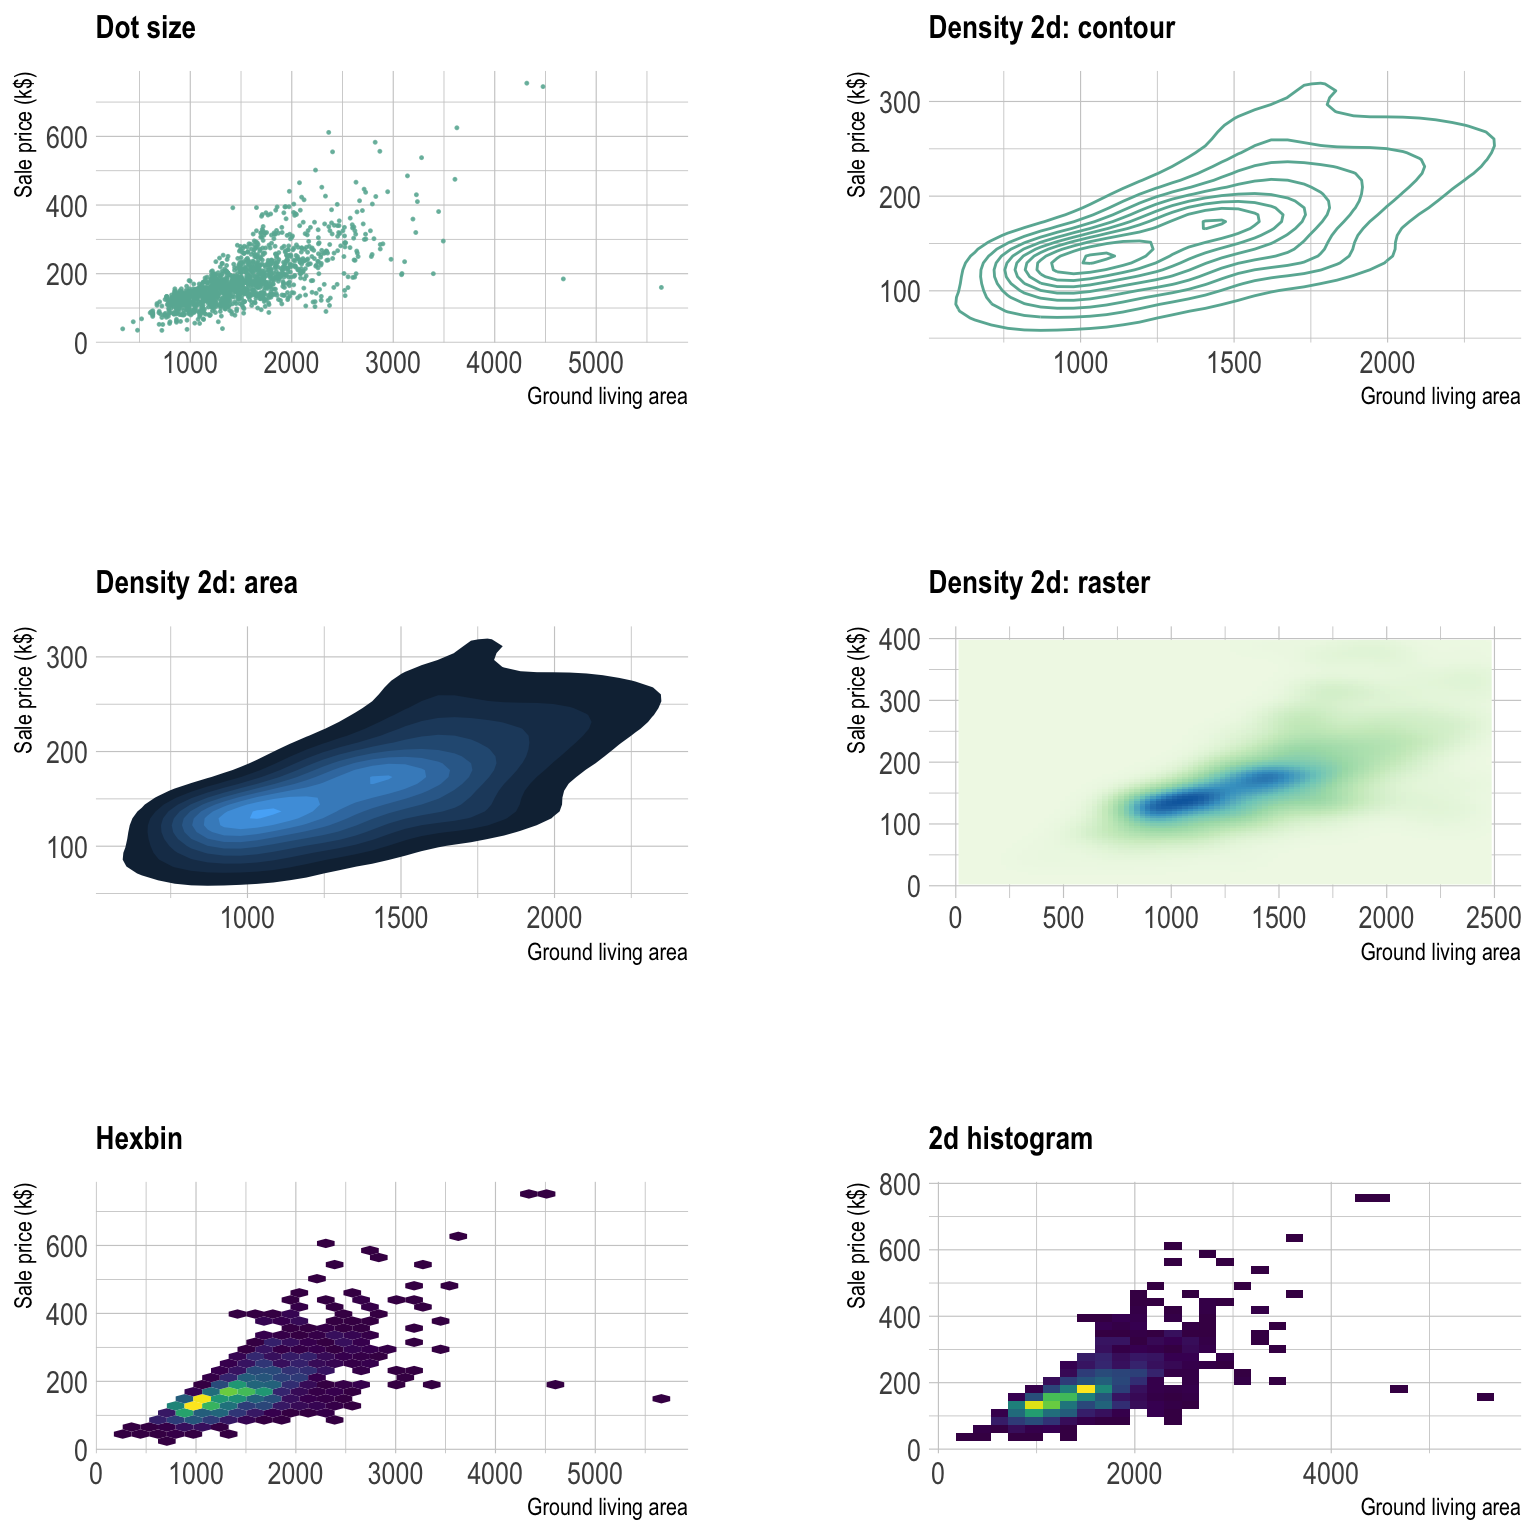 Dot size
Sale price (k$)
600
400
200
0
1000 2000 3000 4000 5000
Ground living area
Density 2d: contour
Sale price (k$)
300
200
100
1000 1500 2000
Ground living area
Density 2d: area
Sale price (k$)
300
200
100
1000 1500 2000
Ground living area
Density 2d: raster
Sale price (k$)
400
300
200
100
0
0 500 1000 1500 2000 2500
Ground living area
Hexbin
Sale price (k$)
600
400
200
0
0 1000 2000 3000 4000 5000
Ground living area
2d histogram
Sale price (k$)
800
600
400
200
0
0 2000 4000
Ground living area